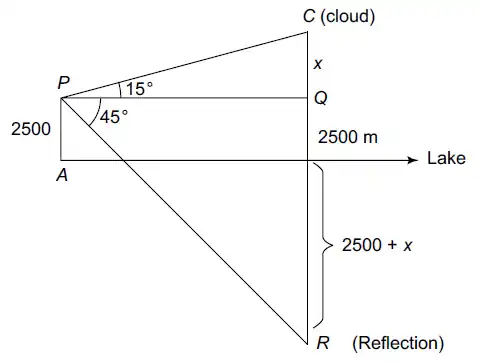 C (cloud)
x
P
15°
Q
45°
2500
2500 m
A
Lake
2500 + x
R (Reflection)